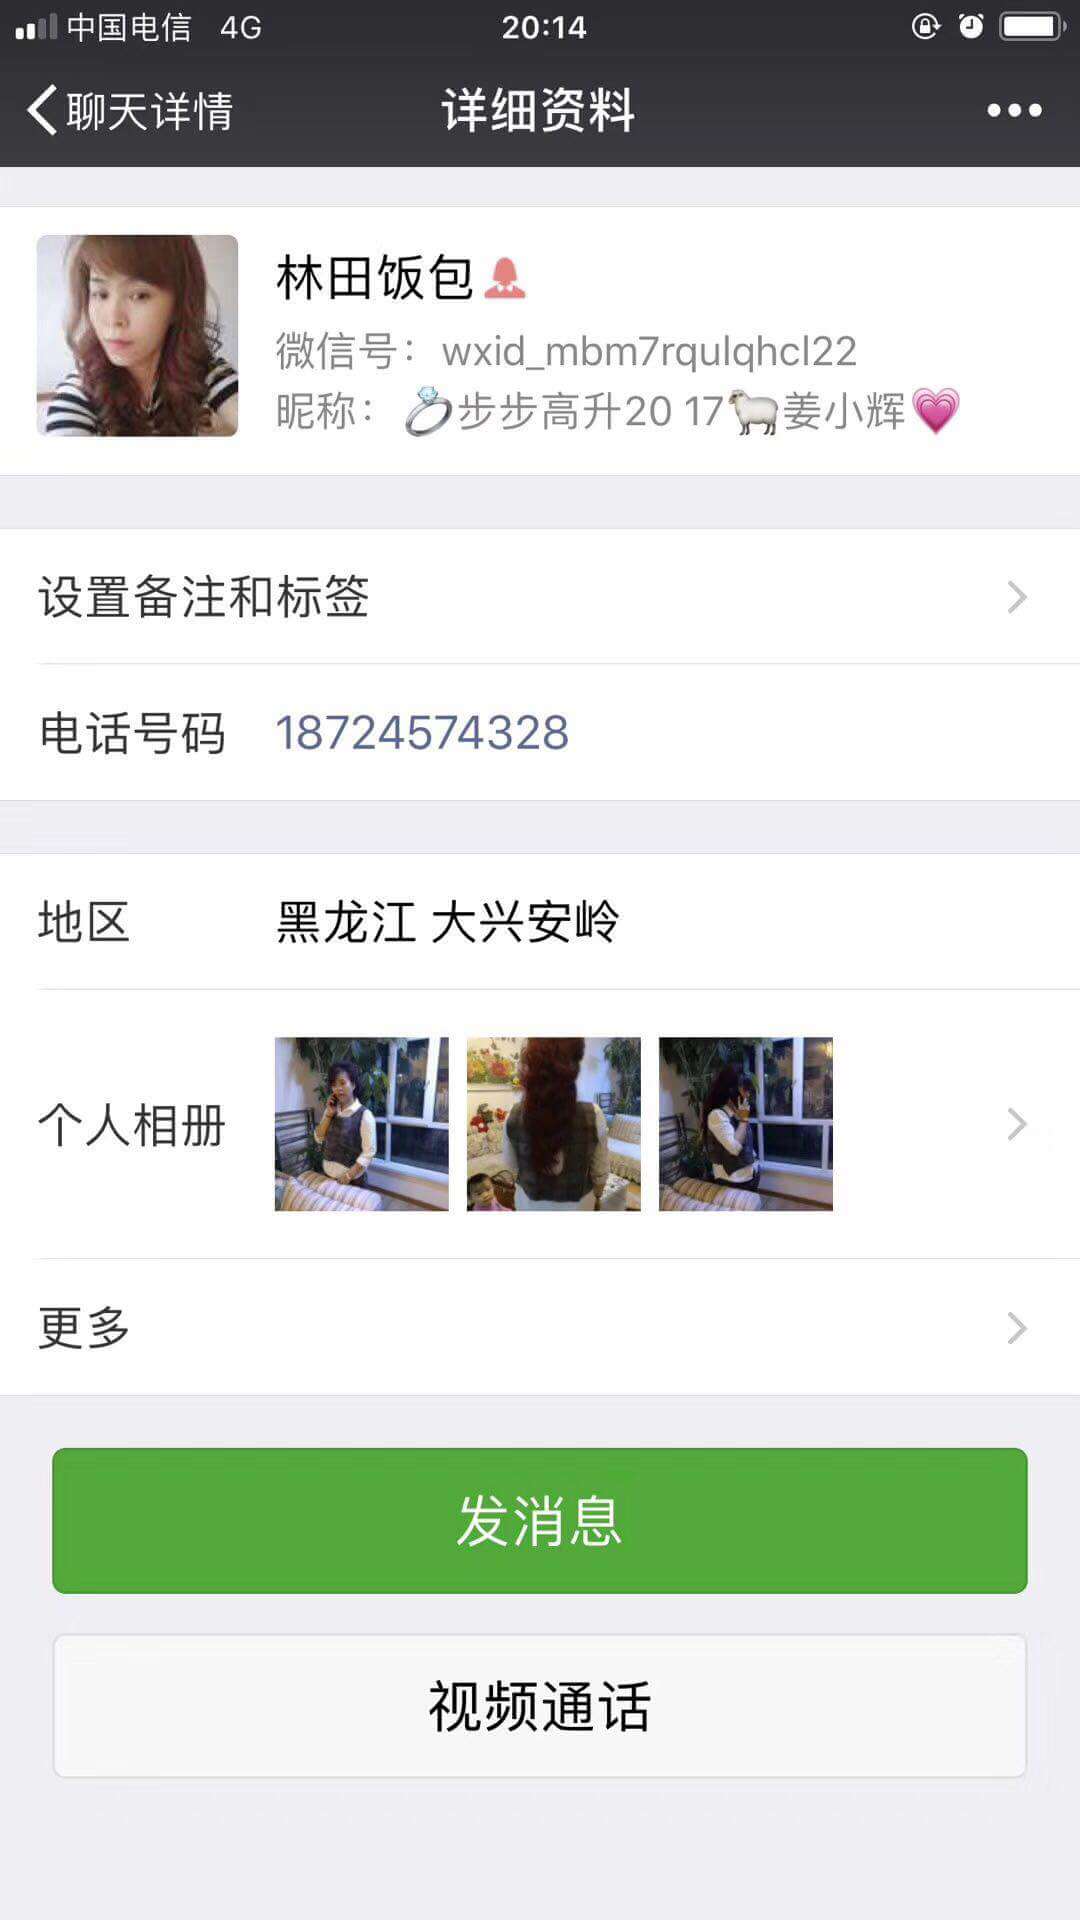 中国电信 4G 20:14
聊天详情 详细资料
林田饭包
微信号：wxid_mbm7rqulqhcl22
昵称：💍步步高升20 17🐑姜小辉💗
设置备注和标签
电话号码 18724574328
地区 黑龙江 大兴安岭
个人相册
更多
发消息
视频通话